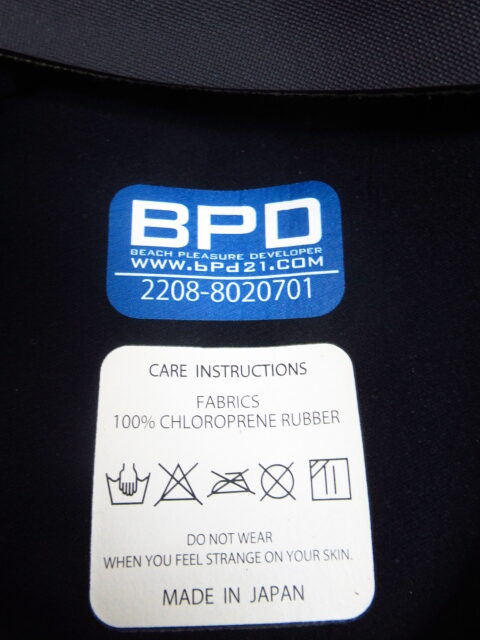 BPD
BEACH PLEASURE DEVELOPER
WWW.bPd21.COM
2208-8020701
CARE INSTRUCTIONS
FABRICS
100% CHLOROPRENE RUBBER
DO NOT WEAR
WHEN YOU FEEL STRANGE ON YOUR SKIN.
MADE IN JAPAN